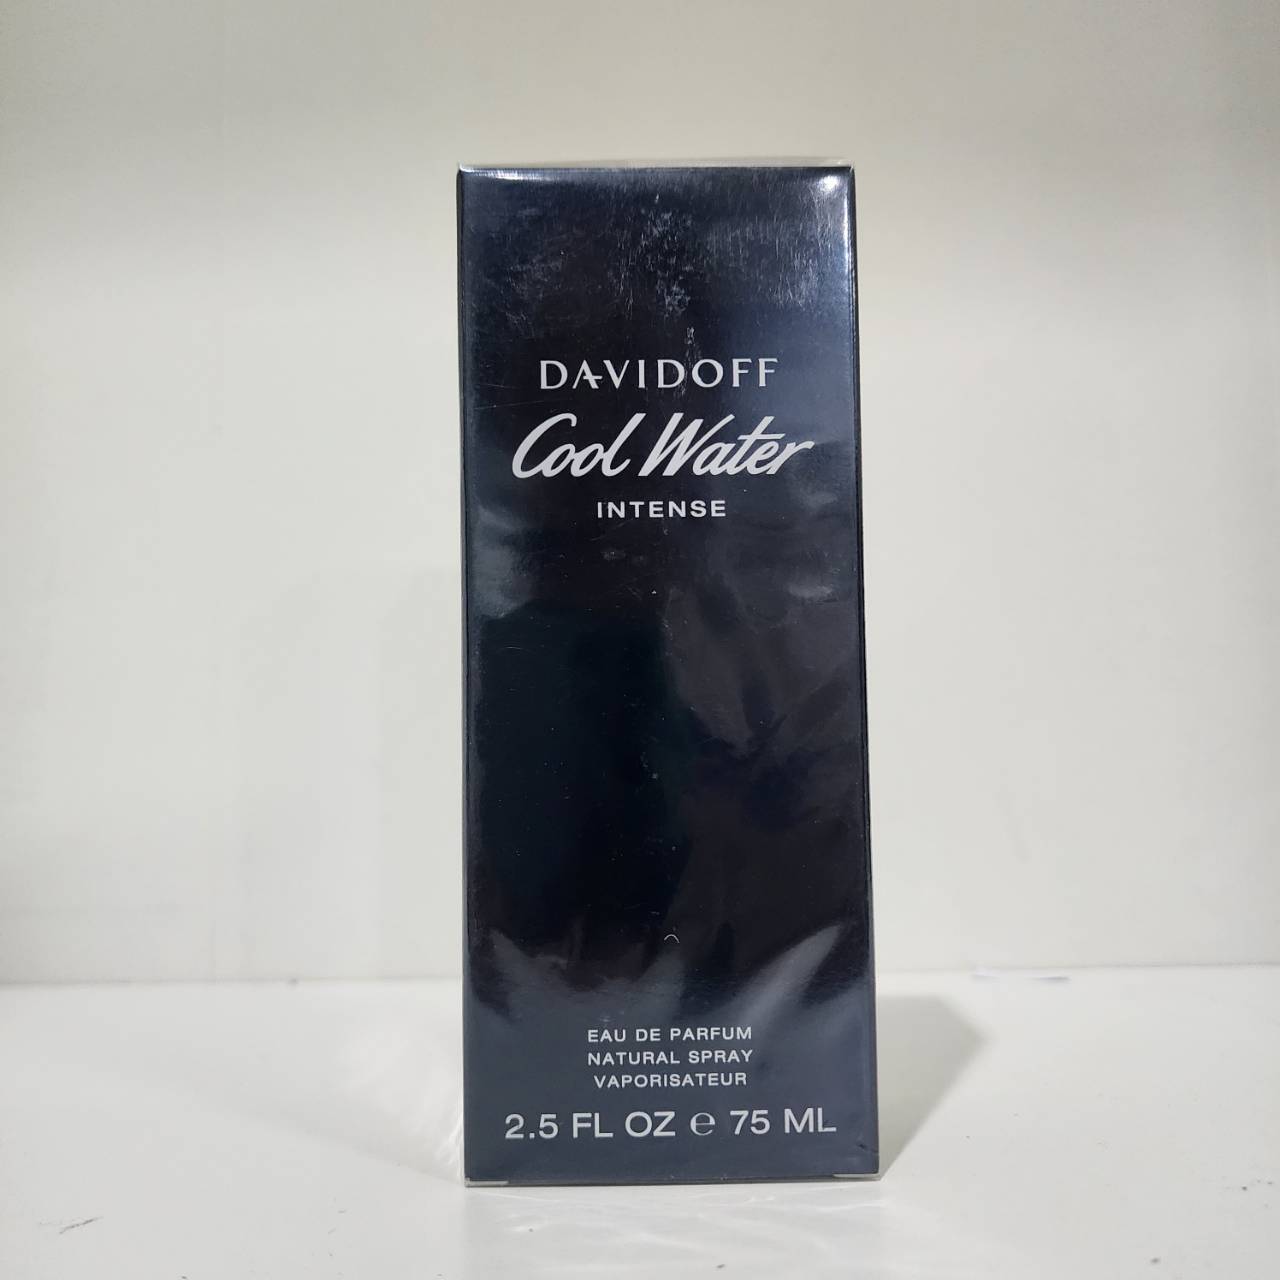 DAVIDOFF
Cool Water
INTENSE
EAU DE PARFUM
NATURAL SPRAY
VAPORISATEUR
2.5 FL OZ ℮ 75 ML